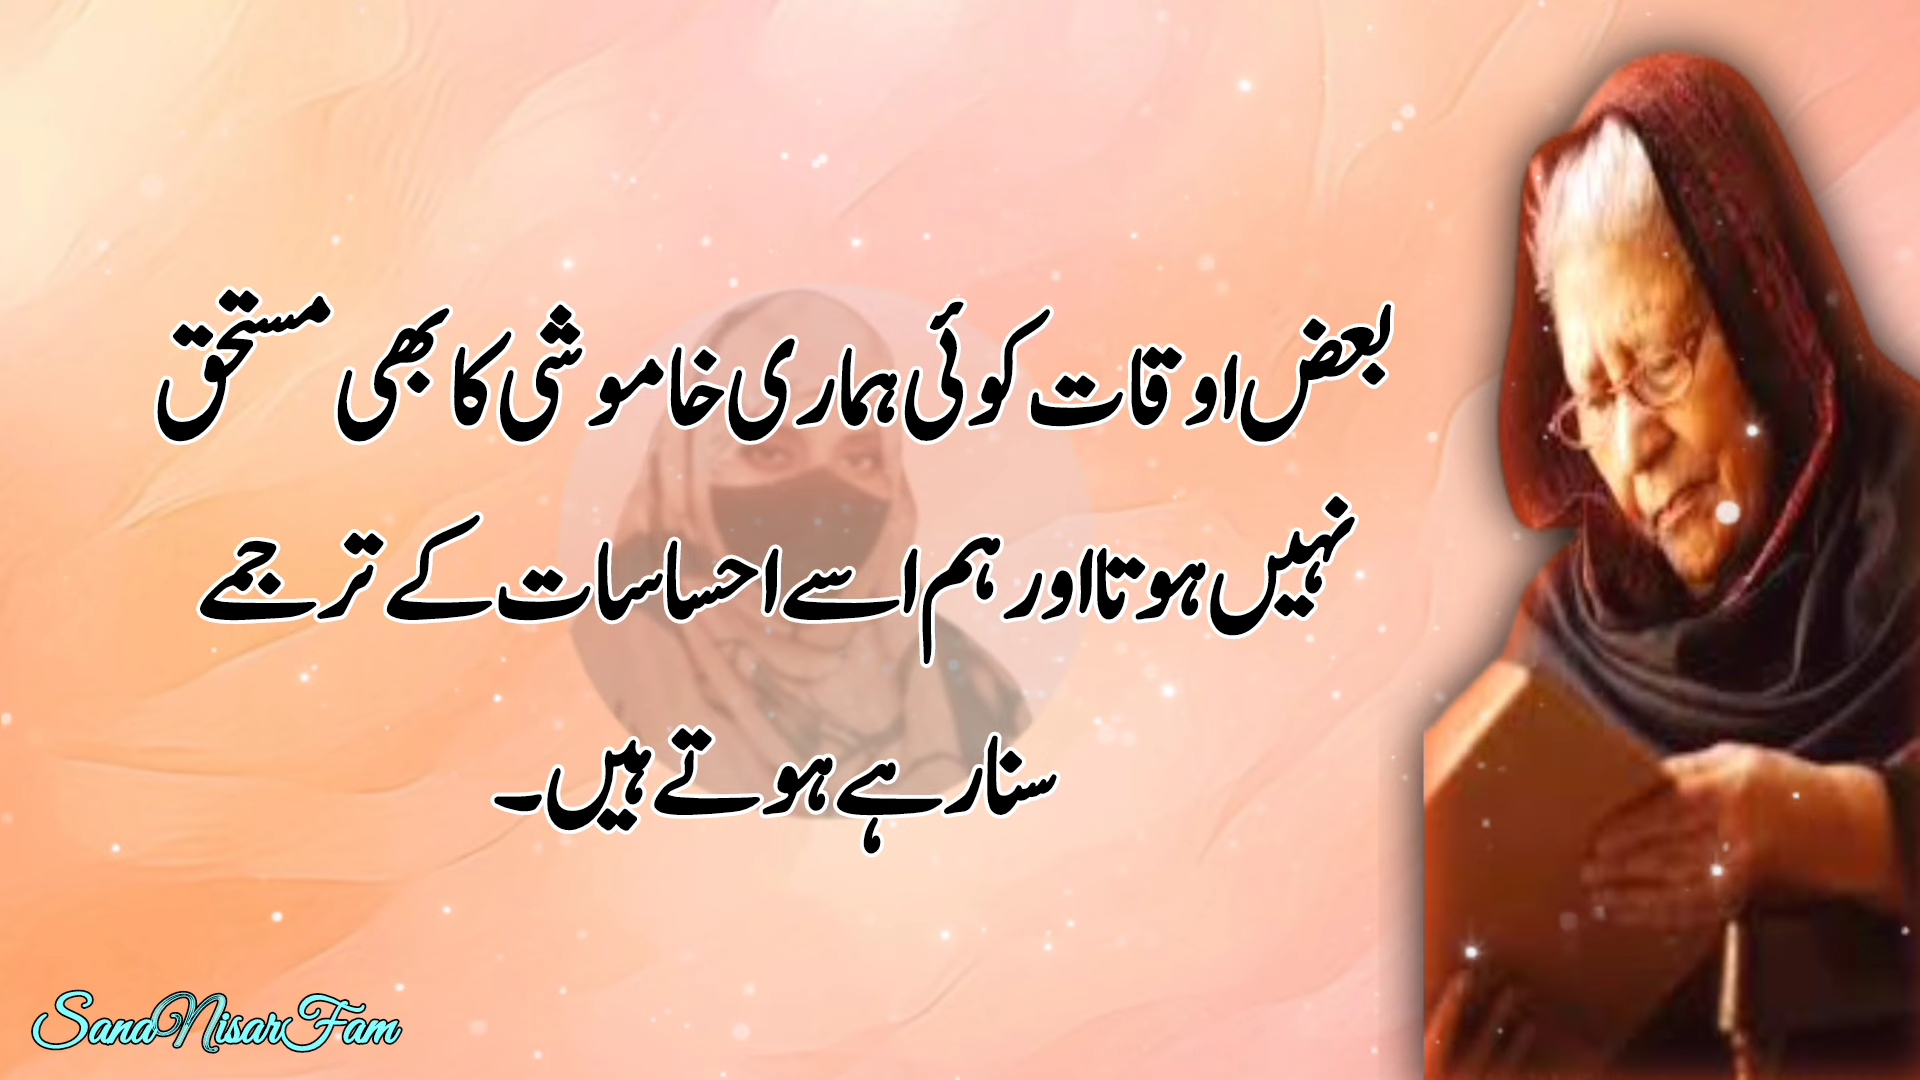 بعض اوقات کوئی ہماری خاموشی کا بھی مستحق
نہیں ہوتا اور ہم اسے احساسات کے ترجمے
سنا رہے ہوتے ہیں۔
SanaNisarFam